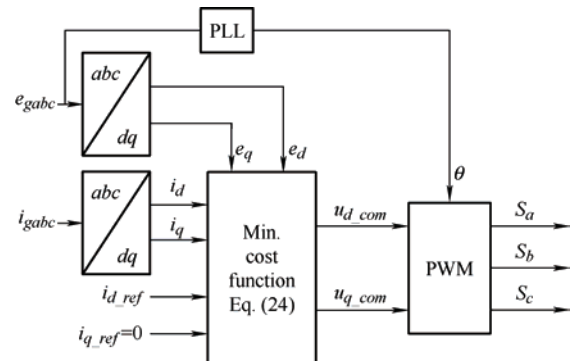 PLL
abc
e_gabc
dq
e_q
e_d
θ
abc
i_d
i_gabc
i_q
dq
Min.
cost
function
Eq. (24)
u_d_com
u_q_com
PWM
S_a
S_b
S_c
i_d_ref
i_q_ref=0